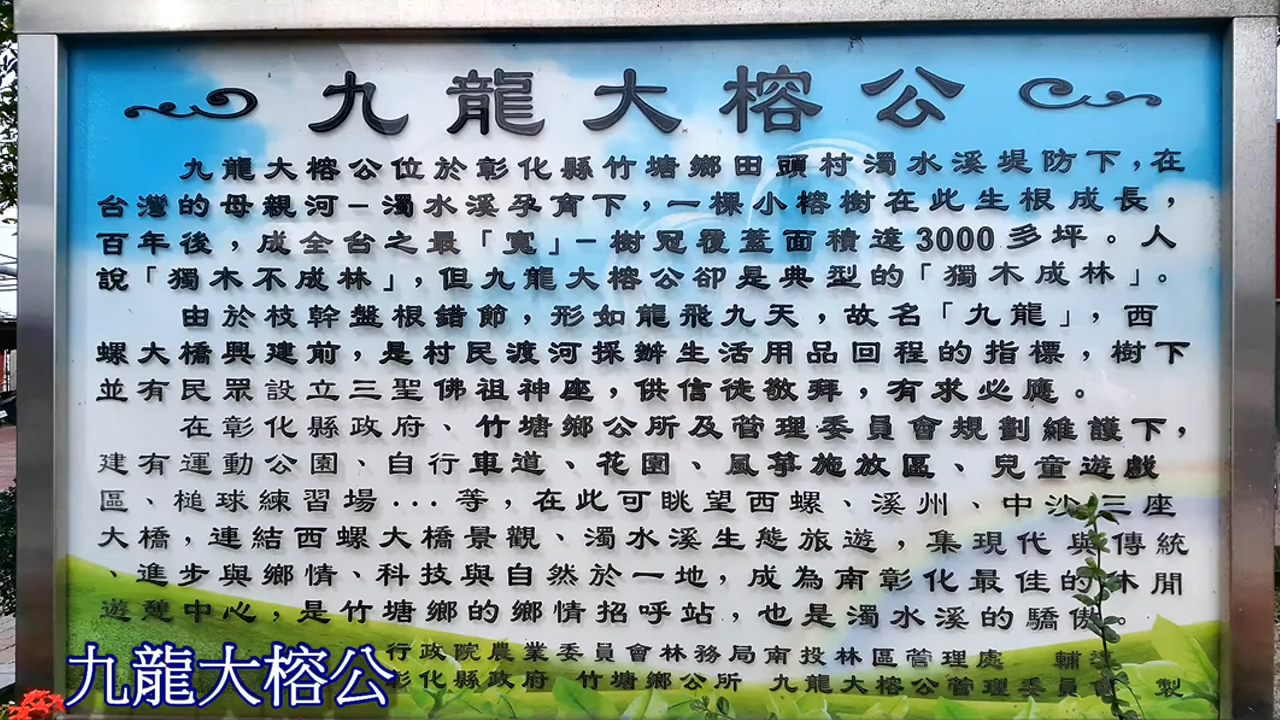 九龍大榕公
九龍大榕公位於彰化縣竹塘鄉田頭村濁水溪堤防下，在
台灣的母親河－濁水溪孕育下，一棵小榕樹在此生根成長，
百年後，成全台之最「寬」－樹冠覆蓋面積達3000多坪。人
說「獨木不成林」，但九龍大榕公卻是典型的「獨木成林」。
由於枝幹盤根錯節，形如龍飛九天，故名「九龍」，西
螺大橋興建前，是村民渡河採辦生活用品回程的指標，樹下
並有民眾設立三聖佛祖神座，供信徒敬拜，有求必應。
在彰化縣政府、竹塘鄉公所及管理委員會規劃維護下，
建有運動公園、自行車道、花園、風箏施放區、兒童遊戲
區、槌球練習場...等，在此可眺望西螺、溪州、中沙三座
大橋，連結西螺大橋景觀、濁水溪生態旅遊，集現代與傳統
、進步與鄉情、科技與自然於一地，成為南彰化最佳的休閒
遊憩中心，是竹塘鄉的鄉情招呼站，也是濁水溪的驕傲。
行政院農業委員會林務局南投林區管理處 輔導
彰化縣政府 竹塘鄉公所 九龍大榕公管理委員會 製
九龍大榕公